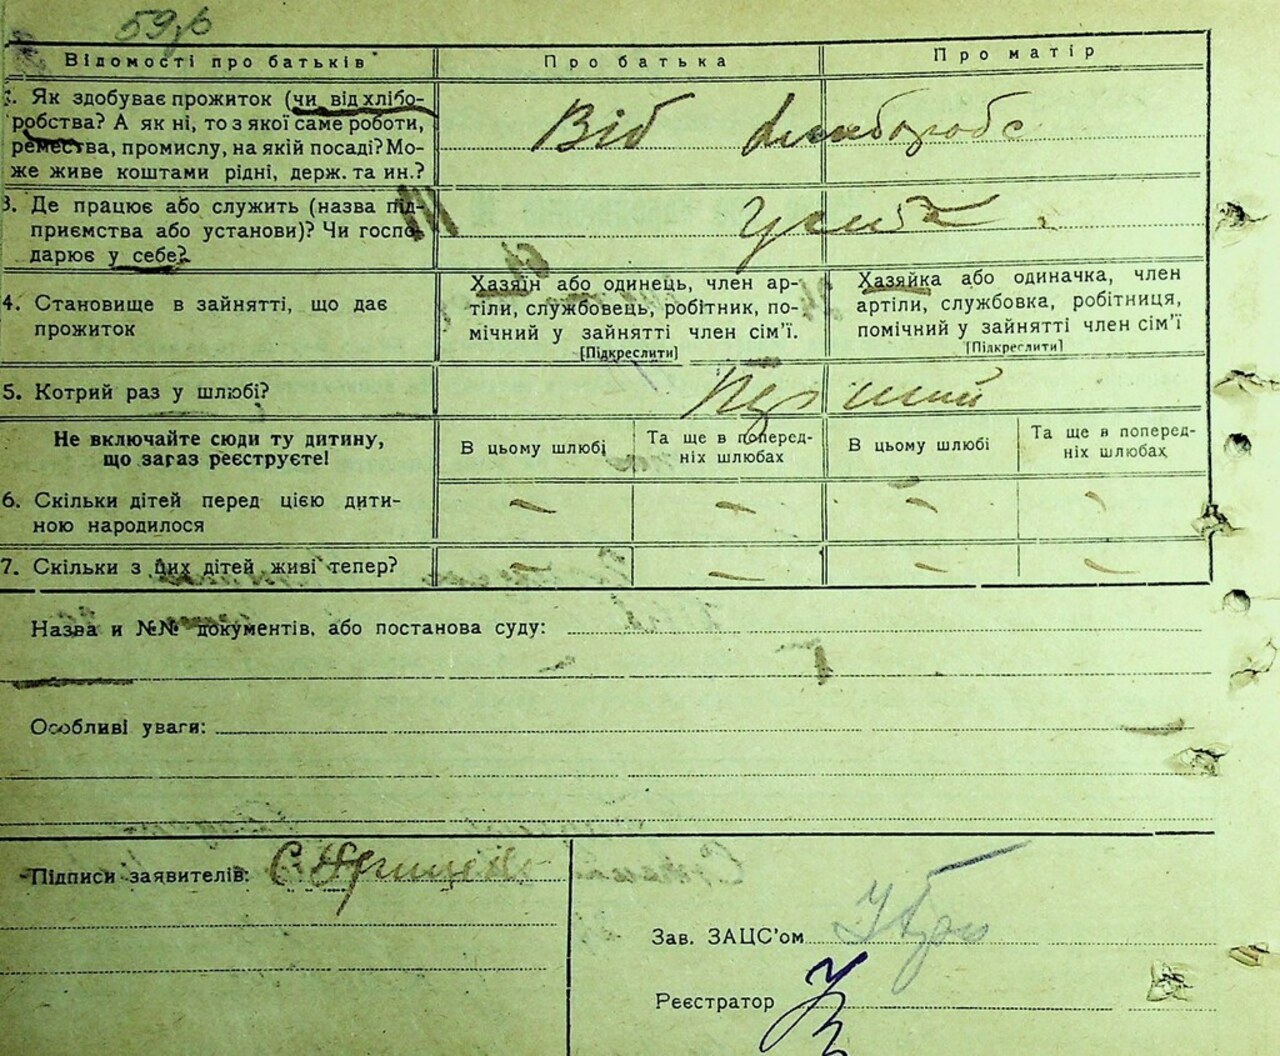 59зв
Відомості про батьків Про батька Про матір
2. Як здобуває прожиток (чи від хлібо-
робства? А як ні, то з якої саме роботи,
ремества, промислу, на якій посаді? Мо-
же живе коштами рідні, держ. та ин.?
Від хлибороб
3. Де працює або служить (назва під-
приємства або установи)? Чи госпо-
дарює у себе?
У себе
4. Становище в зайнятті, що дає
прожиток
Хазяїн або одинець, член ар-
тіли, службовець, робітник, по-
мічний у зайнятті член сім'ї.
[Підкреслити]
Хазяйка або одиначка, член
артіли, службовка, робітниця,
помічний у зайнятті член сім'ї
[Підкреслити]
5. Котрий раз у шлюбі? Перший
Не включайте сюди ту дитину,
що загаз реєструєте!
В цьому шлюбі
Та ще в поперед-
ніх шлюбах
В цьому шлюбі
Та ще в поперед-
ніх шлюбах
6. Скільки дітей перед цією дити-
ною народилося
— — — —
7. Скільки з цих дітей живі тепер? — — — —
Назва и №№ документів, або постанова суду:
Особливі уваги:
Підписи заявителів: С
Зав. ЗАЦС'ом
Реєстратор